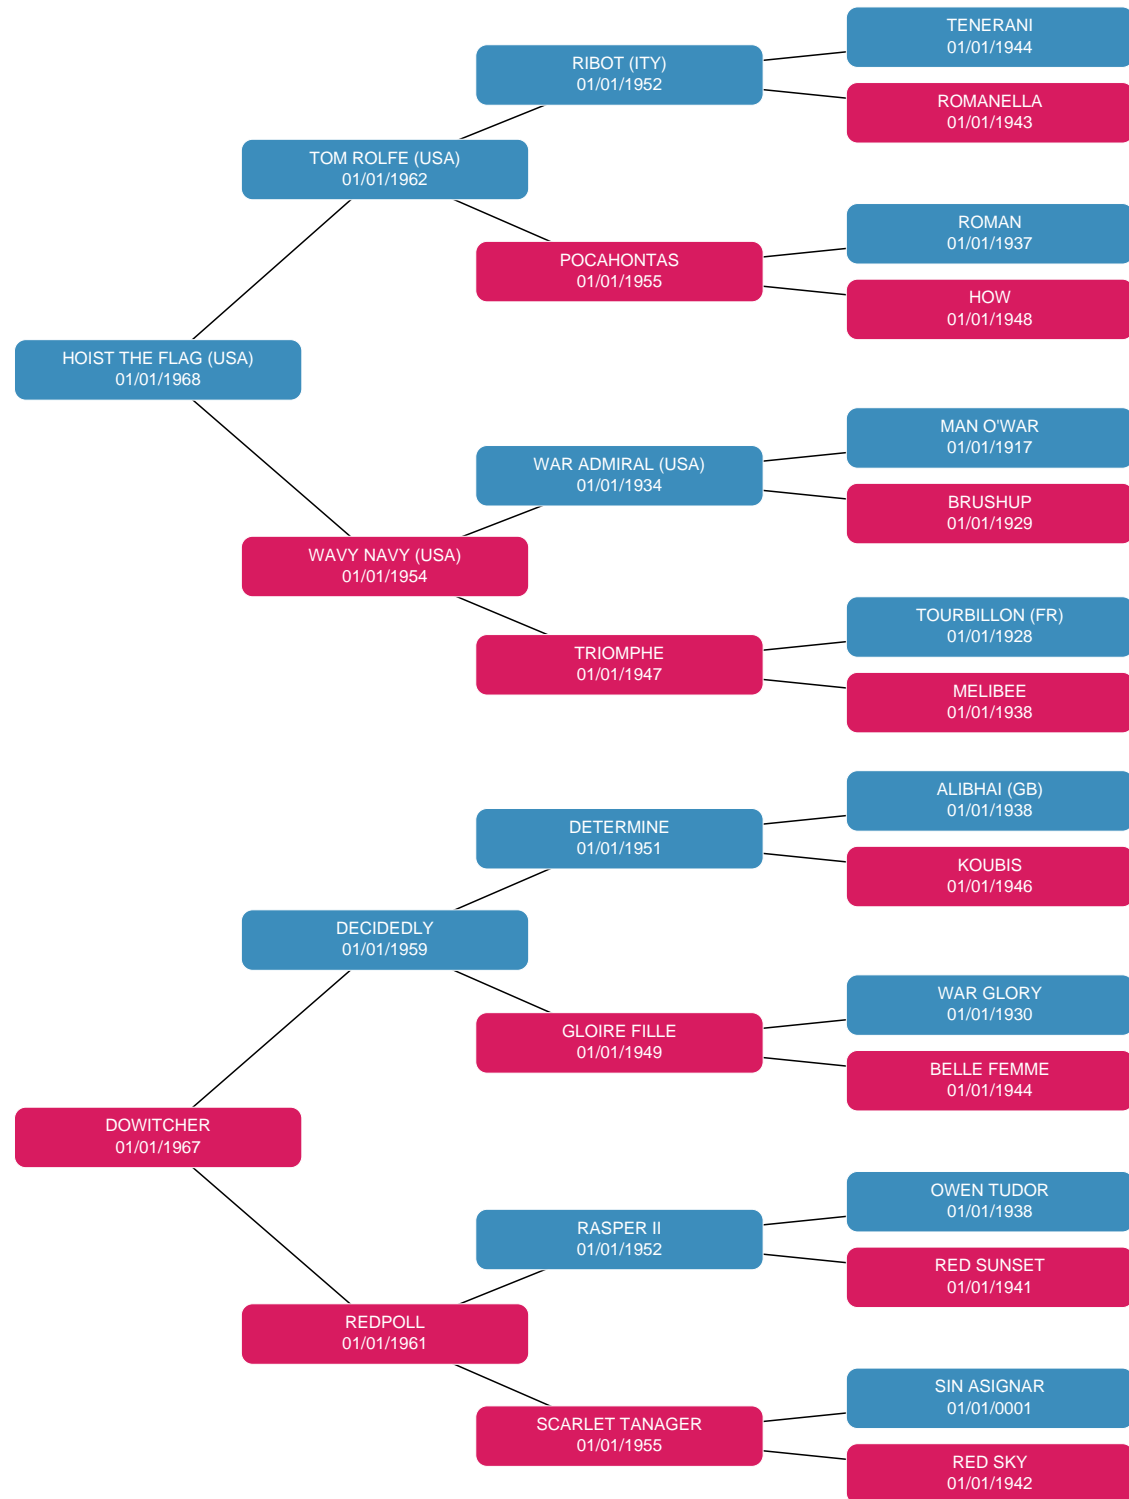 TENERANI
01/01/1944
RIBOT (ITY)
01/01/1952
ROMANELLA
01/01/1943
TOM ROLFE (USA)
01/01/1962
ROMAN
01/01/1937
POCAHONTAS
01/01/1955
HOW
01/01/1948
HOIST THE FLAG (USA)
01/01/1968
MAN O'WAR
01/01/1917
WAR ADMIRAL (USA)
01/01/1934
BRUSHUP
01/01/1929
WAVY NAVY (USA)
01/01/1954
TOURBILLON (FR)
01/01/1928
TRIOMPHE
01/01/1947
MELIBEE
01/01/1938
ALIBHAI (GB)
01/01/1938
DETERMINE
01/01/1951
KOUBIS
01/01/1946
DECIDEDLY
01/01/1959
WAR GLORY
01/01/1930
GLOIRE FILLE
01/01/1949
BELLE FEMME
01/01/1944
DOWITCHER
01/01/1967
OWEN TUDOR
01/01/1938
RASPER II
01/01/1952
RED SUNSET
01/01/1941
REDPOLL
01/01/1961
SIN ASIGNAR
01/01/0001
SCARLET TANAGER
01/01/1955
RED SKY
01/01/1942